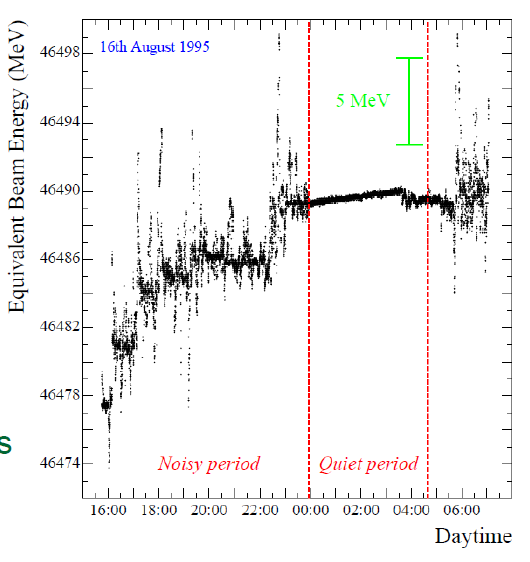 Equivalent Beam Energy (MeV)
16th August 1995
46498
46494
46490
46486
46482
46478
46474
5 MeV
s
Noisy period
Quiet period
16:00 18:00 20:00 22:00 00:00 02:00 04:00 06:00
Daytime